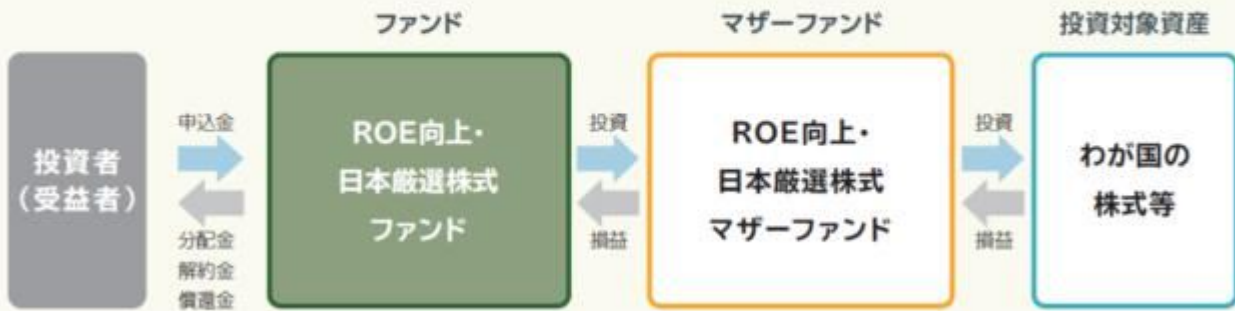 ファンド
マザーファンド
投資対象資産
投資者
(受益者)
申込金
分配金
解約金
償還金
ROE向上・
日本厳選株式
ファンド
投資
損益
ROE向上・
日本厳選株式
マザーファンド
投資
損益
わが国の
株式等